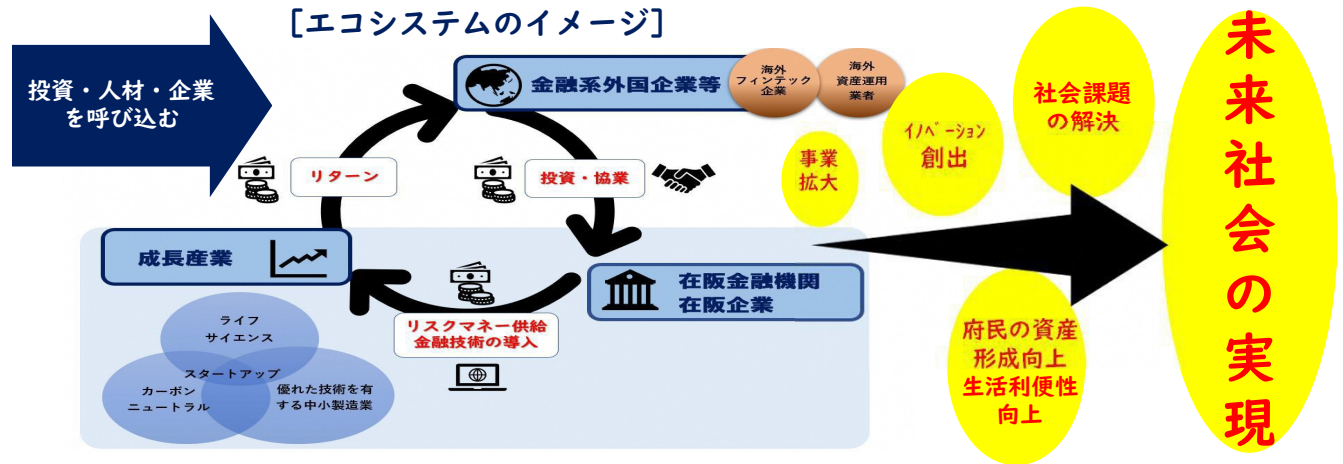 [エコシステムのイメージ]
投資・人材・企業
を呼び込む
金融系外国企業等
海外
フィンテック
企業
海外
資産運用
業者
リターン
投資・協業
事業
拡大
イノベーション
創出
社会課題
の解決
未来社会の実現
成長産業
在阪金融機関
在阪企業
リスクマネー供給
金融技術の導入
ライフ
サイエンス
スタートアップ
カーボン
ニュートラル
優れた技術を有
する中小製造業
府民の資産
形成向上
生活利便性
向上